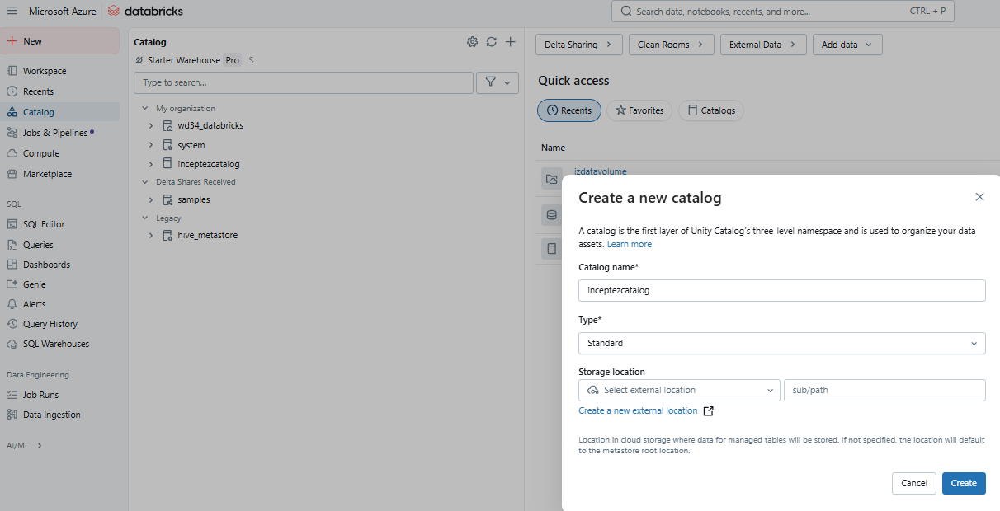 Microsoft Azure databricks
Search data, notebooks, recents, and more... CTRL + P
New
Workspace
Recents
Catalog
Jobs & Pipelines
Compute
Marketplace
SQL
SQL Editor
Queries
Dashboards
Genie
Alerts
Query History
SQL Warehouses
Data Engineering
Job Runs
Data Ingestion
AI/ML
Catalog
Starter Warehouse Pro S
Type to search...
My organization
wd34_databricks
system
inceptezcatalog
Delta Shares Received
samples
Legacy
hive_metastore
Delta Sharing Clean Rooms External Data Add data
Quick access
Recents Favorites Catalogs
Name
izdatavolume
Create a new catalog
A catalog is the first layer of Unity Catalog's three-level namespace and is used to organize your data
assets. Learn more
Catalog name*
inceptezcatalog
Type*
Standard
Storage location
Select external location sub/path
Create a new external location
Location in cloud storage where data for managed tables will be stored. If not specified, the location will default
to the metastore root location.
Cancel Create